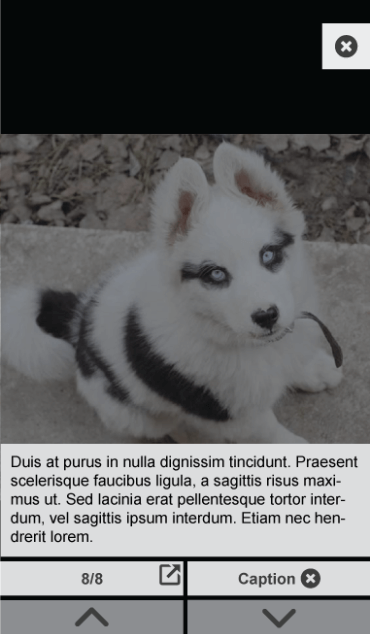 Duis at purus in nulla dignissim tincidunt. Praesent
scelerisque faucibus ligula, a sagittis risus maxi-
mus ut. Sed lacinia erat pellentesque tortor inter-
dum, vel sagittis ipsum interdum. Etiam nec hen-
drerit lorem.
8/8
Caption